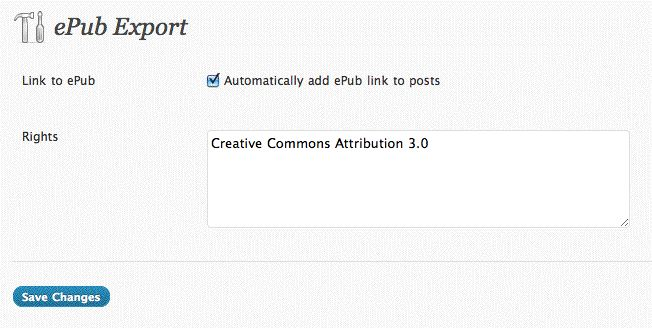 ePub Export
Link to ePub
Automatically add ePub link to posts
Rights
Creative Commons Attribution 3.0
Save Changes